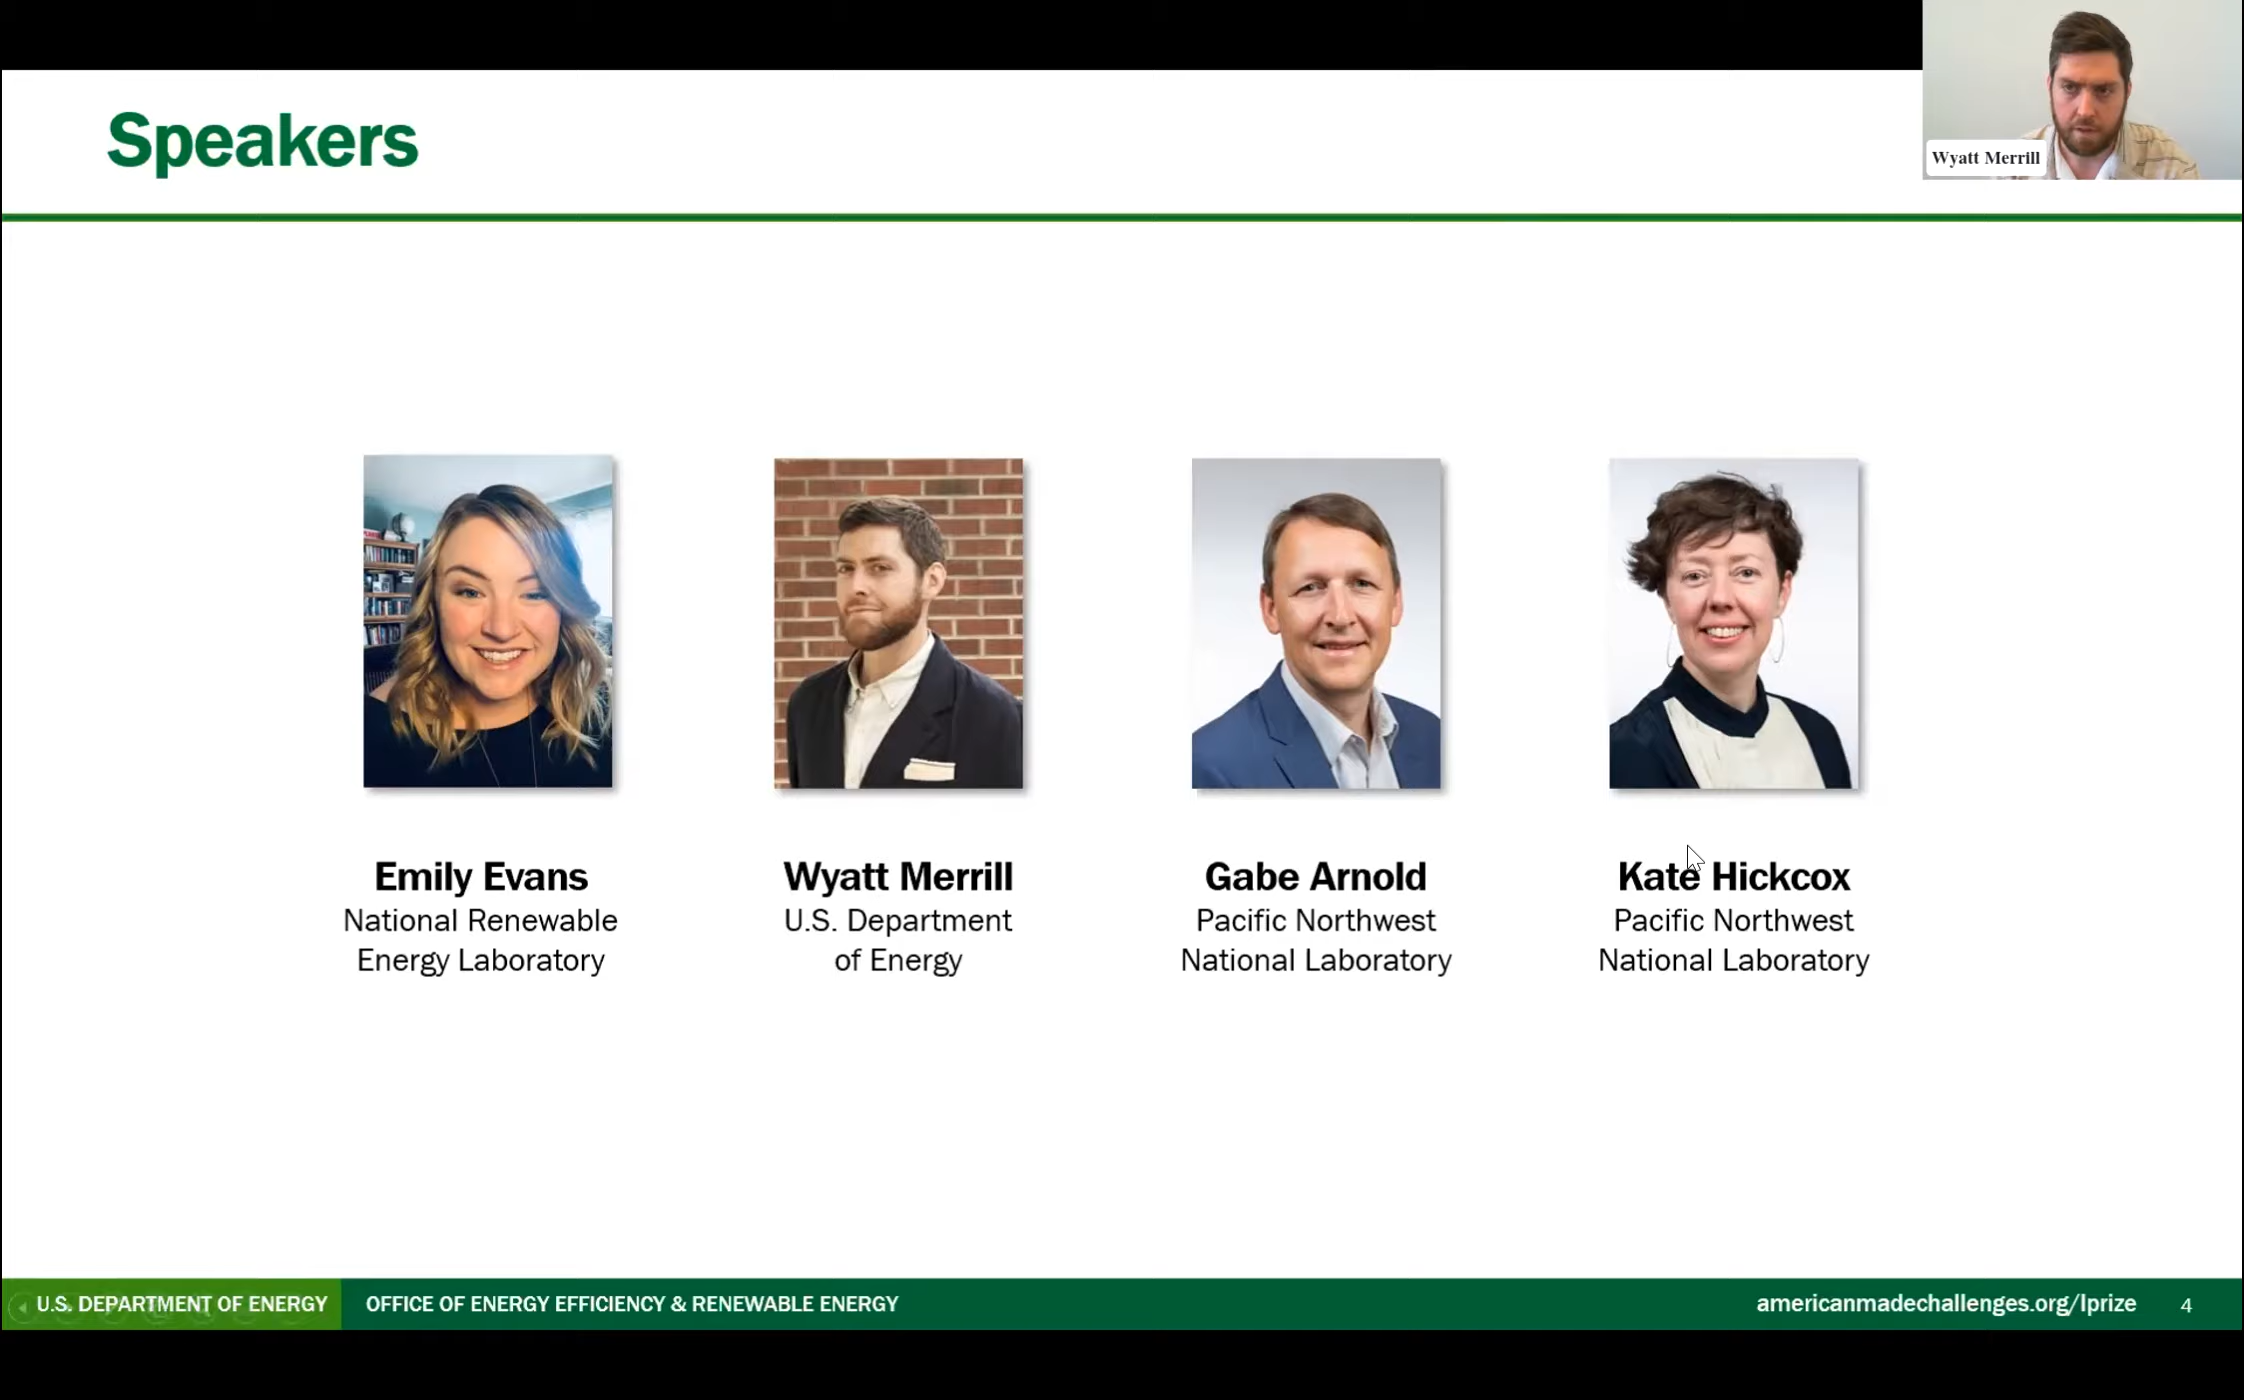 Speakers
Wyatt Merrill
Emily Evans
National Renewable
Energy Laboratory
Wyatt Merrill
U.S. Department
of Energy
Gabe Arnold
Pacific Northwest
National Laboratory
Kate Hickcox
Pacific Northwest
National Laboratory
U.S. DEPARTMENT OF ENERGY OFFICE OF ENERGY EFFICIENCY & RENEWABLE ENERGY americanmadechallenges.org/lprize 4